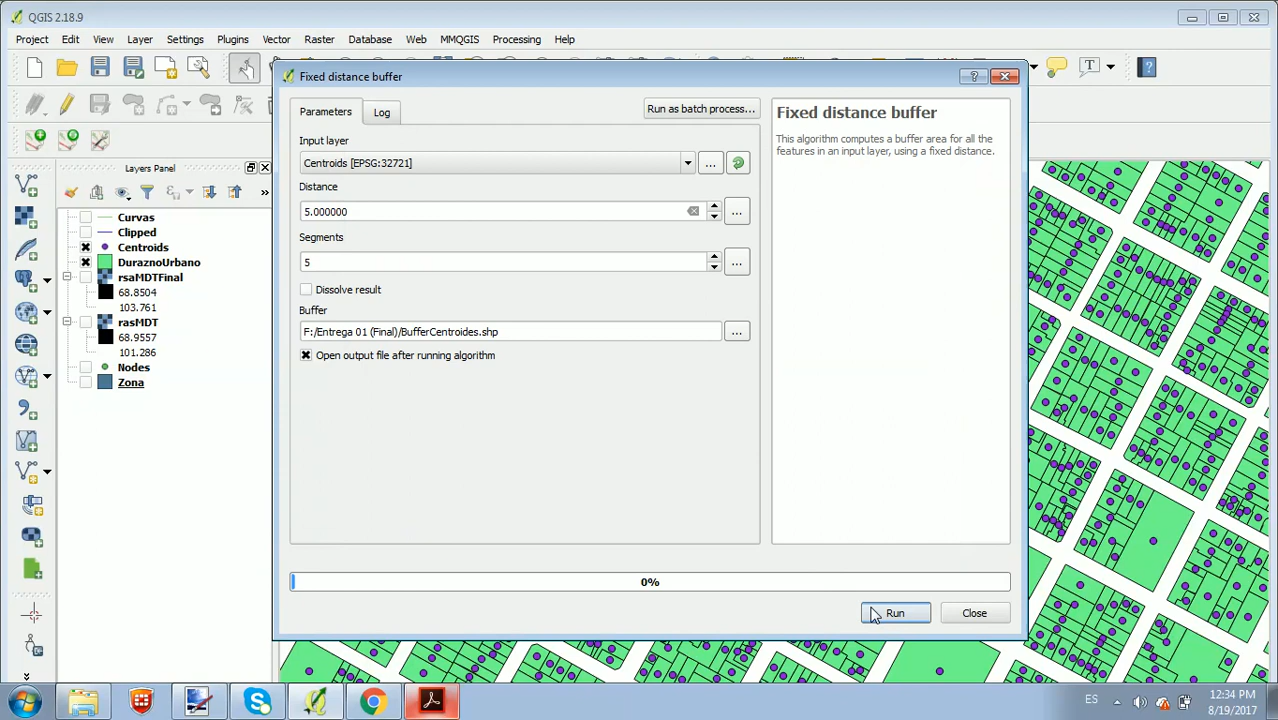 QGIS 2.18.9
Project Edit View Layer Settings Plugins Vector Raster Database Web MMQGIS Processing Help
Fixed distance buffer
Parameters Log Run as batch process...
Input layer
Centroids [EPSG:32721]
...
Distance
5.000000
...
Segments
5
...
Dissolve result
Buffer
F:/Entrega 01 (Final)/BufferCentroides.shp
...
Open output file after running algorithm
Fixed distance buffer
This algorithm computes a buffer area for all the
features in an input layer, using a fixed distance.
0%
Run Close
Layers Panel
Curvas
Clipped
Centroids
DuraznoUrbano
rsaMDTFinal
68.8504
103.761
rasMDT
68.9557
101.286
Nodes
Zona
ES
12:34 PM
8/19/2017